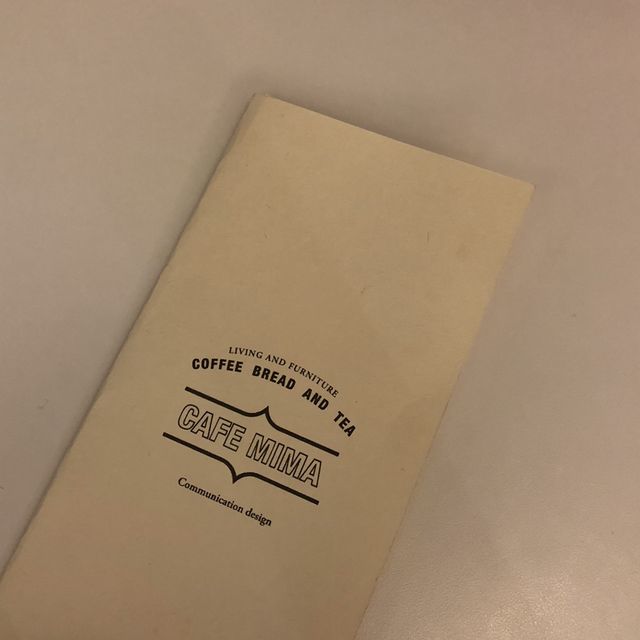 LIVING AND FURNITURE
COFFEE BREAD AND TEA
CAFE MIMA
Communication design